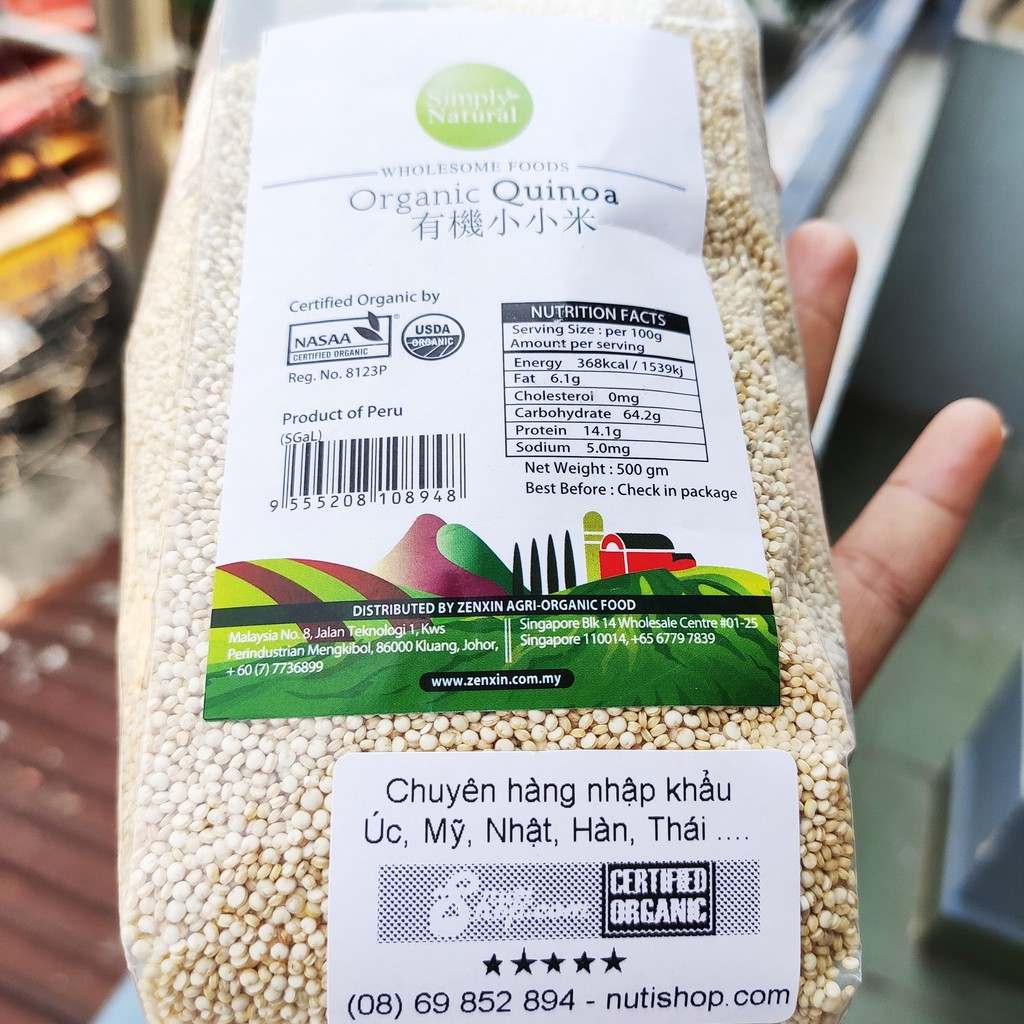 Simply
Natural
WHOLESOME FOODS
Organic Quinoa
有機小小米
Certified Organic by
NASAA ®
CERTIFIED ORGANIC
USDA
ORGANIC
Reg. No. 8123P
Product of Peru
(SGaL)
9 555208 108948
NUTRITION FACTS
Serving Size : per 100g
Amount per serving
Energy 368kcal / 1539kj
Fat 6.1g
Cholesterol 0mg
Carbohydrate 64.2g
Protein 14.1g
Sodium 5.0mg
Net Weight : 500 gm
Best Before : Check in package
DISTRIBUTED BY ZENXIN AGRI-ORGANIC FOOD
Malaysia No. 8, Jalan Teknologi 1, Kws
Perindustrian Mengkibol, 86000 Kluang, Johor,
+ 60 (7) 7736899
Singapore Blk 14 Wholesale Centre #01-25
Singapore 110014, +65 6779 7839
www.zenxin.com.my
Chuyên hàng nhập khẩu
Úc, Mỹ, Nhật, Hàn, Thái ....
CERTIFIED
ORGANIC
(08) 69 852 894 - nutishop.com